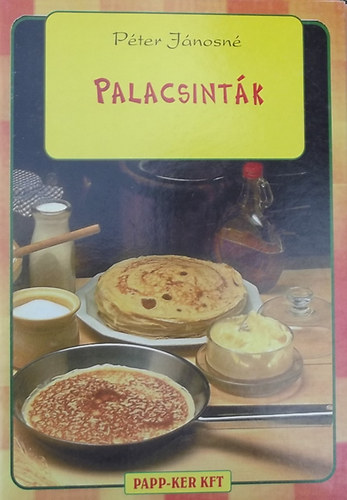 Péter Jánosné
PALACSINTÁK
PAPP-KER KFT